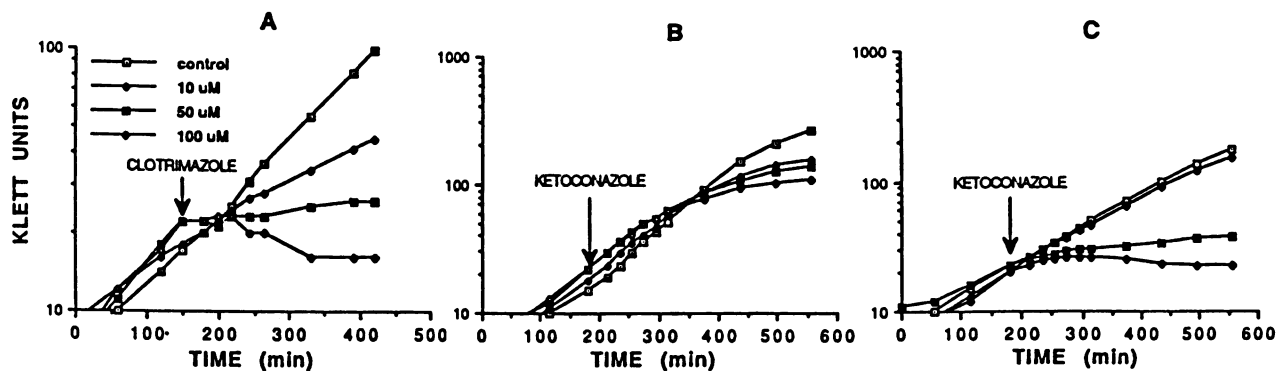 A
B
C
KLETT UNITS
100
10
control
10 uM
50 uM
100 uM
CLOTRIMAZOLE
0
100
200
300
400
500
TIME (min)
1000
100
10
KETOCONAZOLE
0
100
200
300
400
500
600
TIME (min)
1000
100
10
KETOCONAZOLE
0
100
200
300
400
500
600
TIME (min)